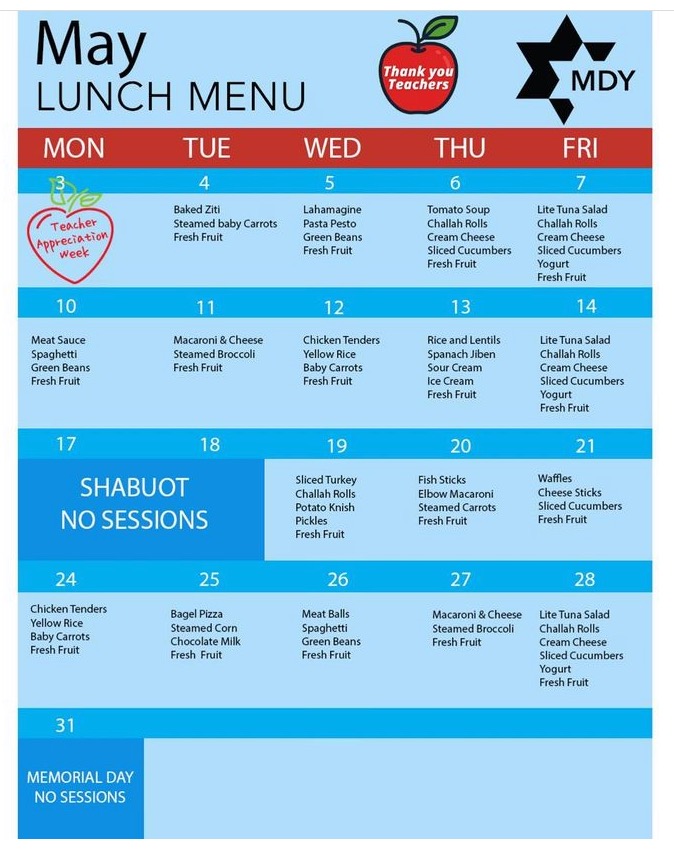 May
LUNCH MENU
Thank you
Teachers
MDY
MON TUE WED THU FRI
3 4 5 6 7
Teacher
Appreciation
week
Baked Ziti
Steamed baby Carrots
Fresh Fruit
Lahamagine
Pasta Pesto
Green Beans
Fresh Fruit
Tomato Soup
Challah Rolls
Cream Cheese
Sliced Cucumbers
Fresh Fruit
Lite Tuna Salad
Challah Rolls
Cream Cheese
Sliced Cucumbers
Yogurt
Fresh Fruit
10 11 12 13 14
Meat Sauce
Spaghetti
Green Beans
Fresh Fruit
Macaroni & Cheese
Steamed Broccoli
Fresh Fruit
Chicken Tenders
Yellow Rice
Baby Carrots
Fresh Fruit
Rice and Lentils
Spanach Jiben
Sour Cream
Ice Cream
Fresh Fruit
Lite Tuna Salad
Challah Rolls
Cream Cheese
Sliced Cucumbers
Yogurt
Fresh Fruit
17 18 19 20 21
SHABUOT
NO SESSIONS
Sliced Turkey
Challah Rolls
Potato Knish
Pickles
Fresh Fruit
Fish Sticks
Elbow Macaroni
Steamed Carrots
Fresh Fruit
Waffles
Cheese Sticks
Sliced Cucumbers
Fresh Fruit
24 25 26 27 28
Chicken Tenders
Yellow Rice
Baby Carrots
Fresh Fruit
Bagel Pizza
Steamed Corn
Chocolate Milk
Fresh Fruit
Meat Balls
Spaghetti
Green Beans
Fresh Fruit
Macaroni & Cheese
Steamed Broccoli
Fresh Fruit
Lite Tuna Salad
Challah Rolls
Cream Cheese
Sliced Cucumbers
Yogurt
Fresh Fruit
31
MEMORIAL DAY
NO SESSIONS